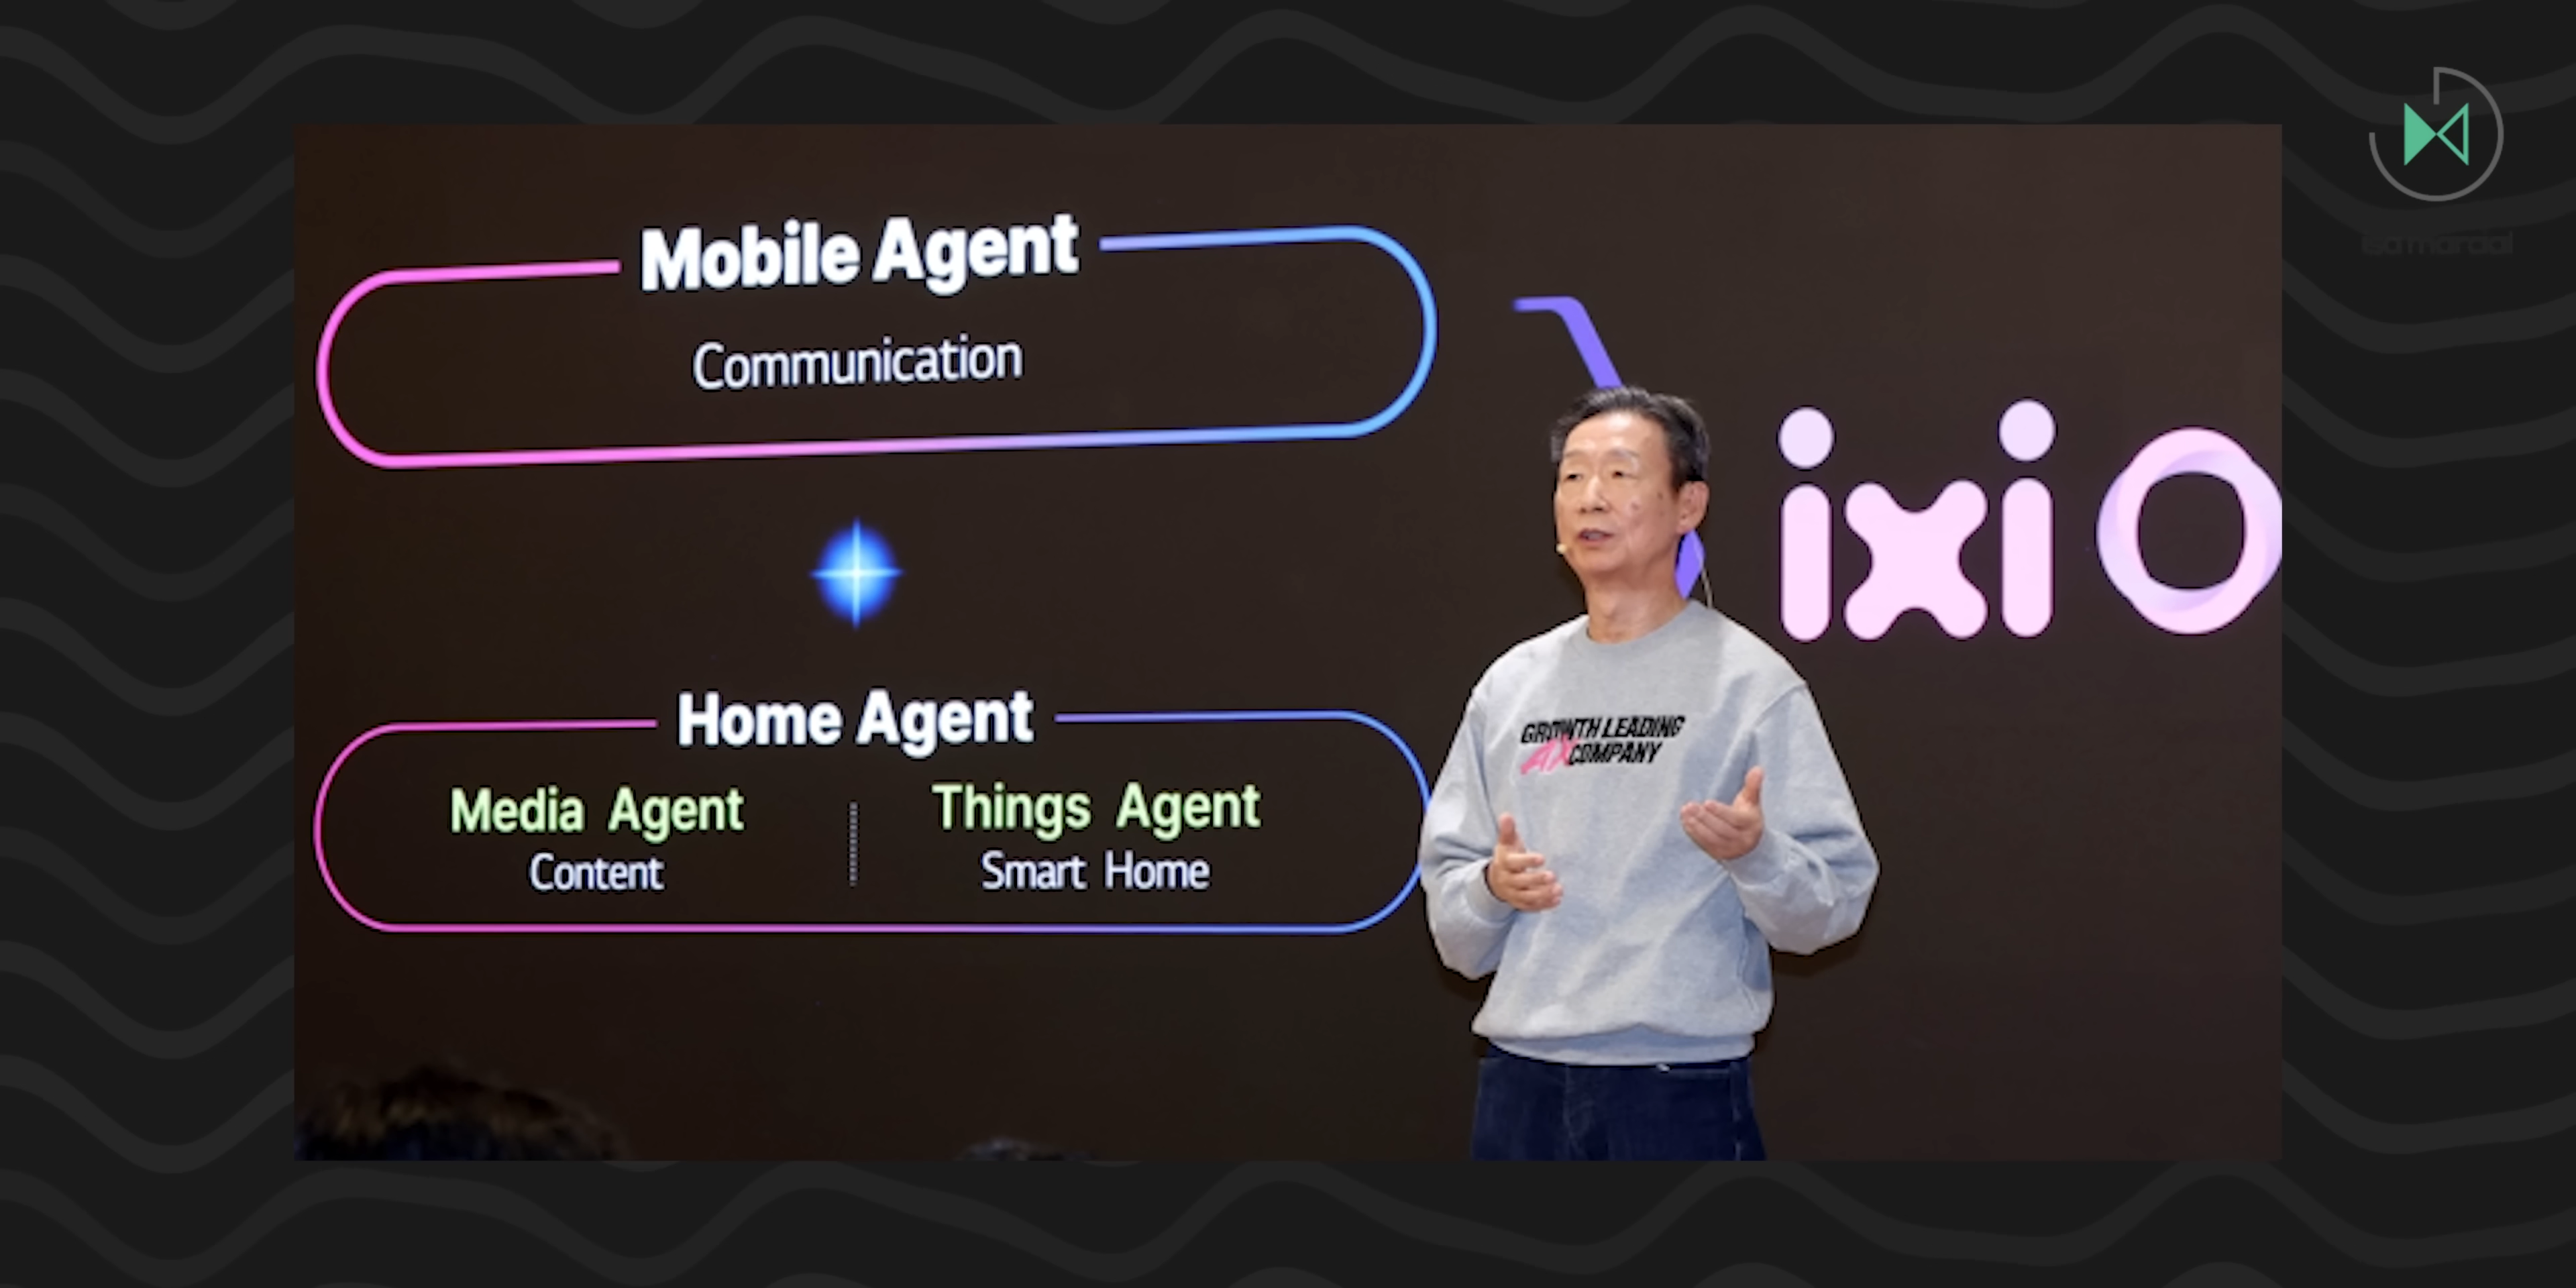 Mobile Agent
Communication
ixi O
Home Agent
Media Agent
Things Agent
Content
Smart Home
GROWTH LEADING
AX COMPANY